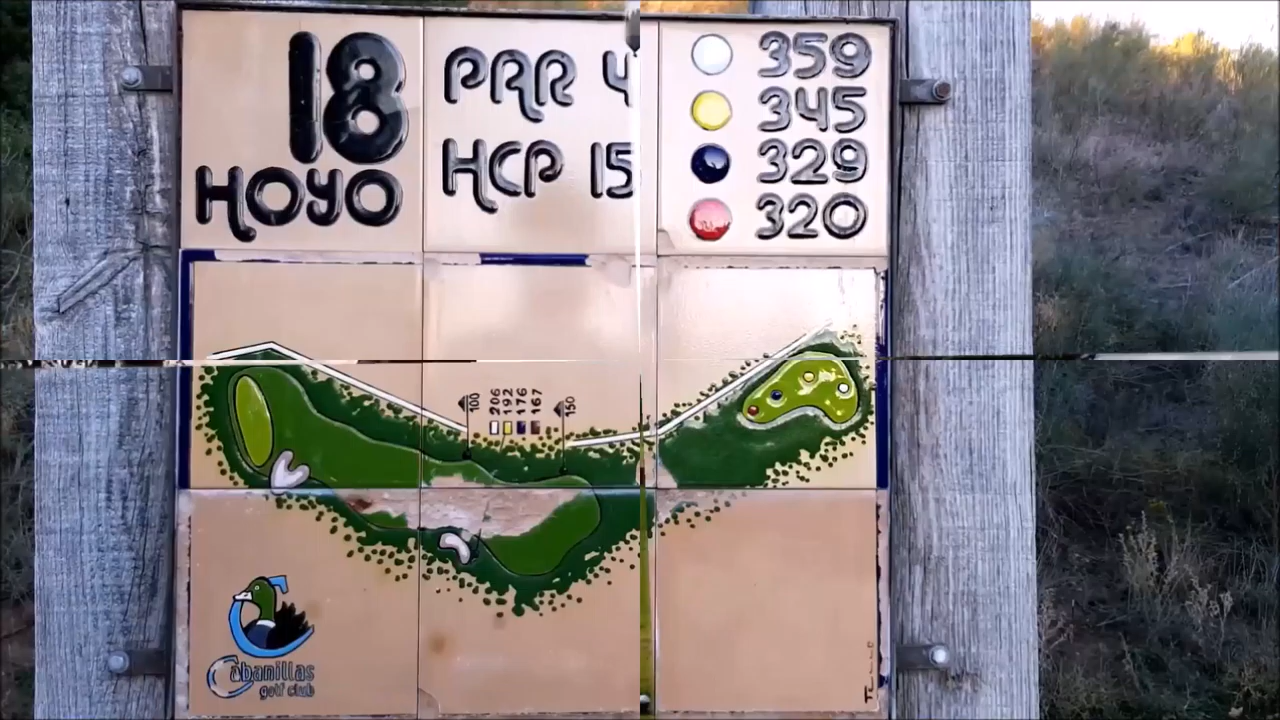 18
HOYO
PAR 4
HCP 15
359
345
329
320
100
206
192
176
167
150
Cabanillas
golf club